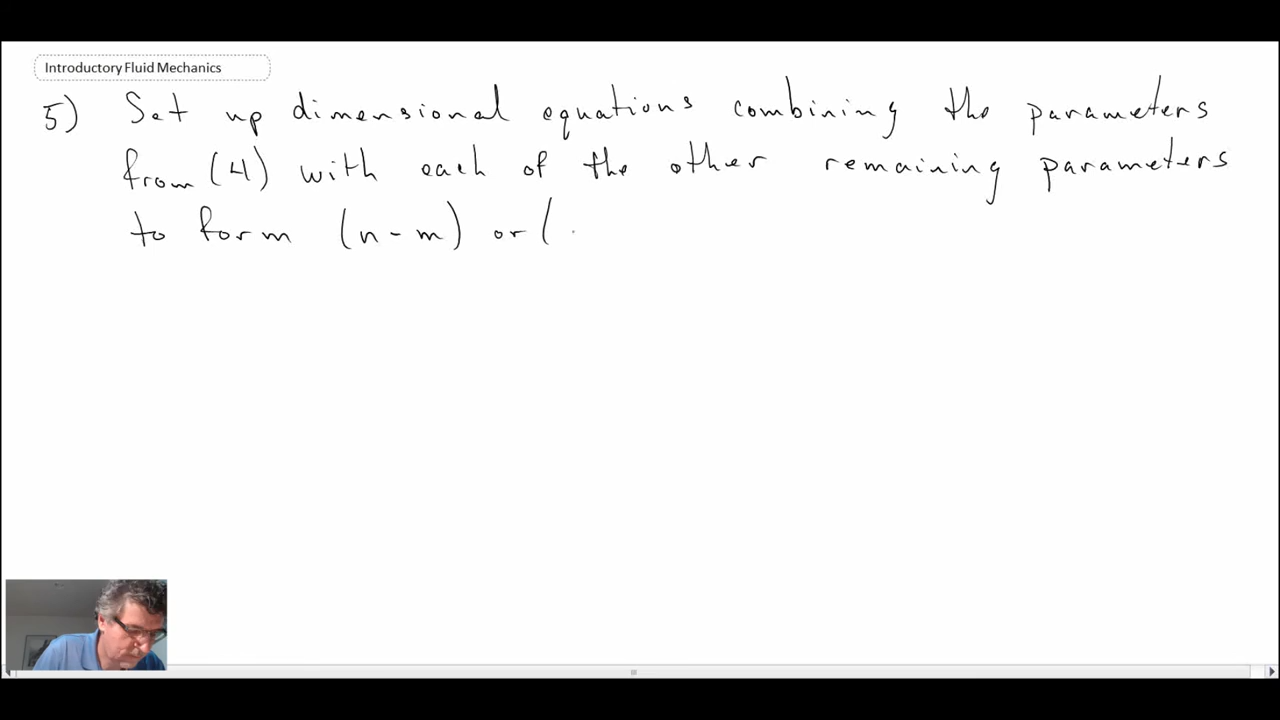 Introductory Fluid Mechanics
5) Set up dimensional equations combining the parameters
from (4) with each of the other remaining parameters
to form (n-m) or (